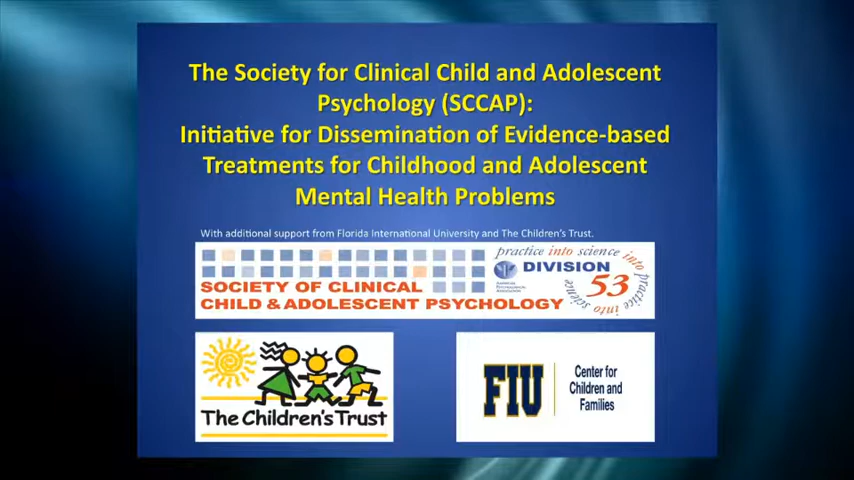 The Society for Clinical Child and Adolescent
Psychology (SCCAP):
Initiative for Dissemination of Evidence-based
Treatments for Childhood and Adolescent
Mental Health Problems
With additional support from Florida International University and The Children's Trust.
practice into science into practice into science
DIVISION
53
AMERICAN
PSYCHOLOGICAL
ASSOCIATION
SOCIETY OF CLINICAL
CHILD & ADOLESCENT PSYCHOLOGY
The Children's Trust
FIU
Center for
Children and
Families